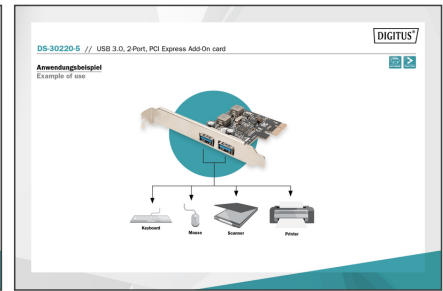 DIGITUS®
DS-30220-5 // USB 3.0, 2-Port, PCI Express Add-On card
Anwendungsbeispiel
Example of use
Keyboard
Mouse
Scanner
Printer